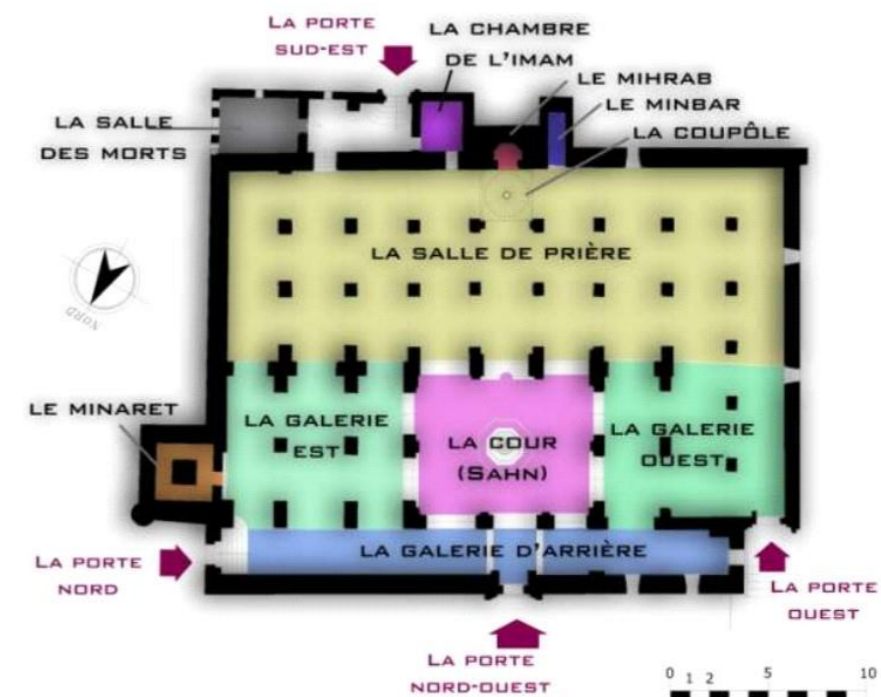 LA PORTE
SUD-EST
LA CHAMBRE
DE L'IMAM
LE MIHRAB
LE MINBAR
LA COUPÔLE
LA SALLE
DES MORTS
LA SALLE DE PRIÈRE
NORD
LE MINARET
LA GALERIE
EST
LA COUR
(SAHN)
LA GALERIE
OUEST
LA GALERIE D'ARRIÈRE
LA PORTE
NORD
LA PORTE
OUEST
LA PORTE
NORD-OUEST
0 1 2 5 10